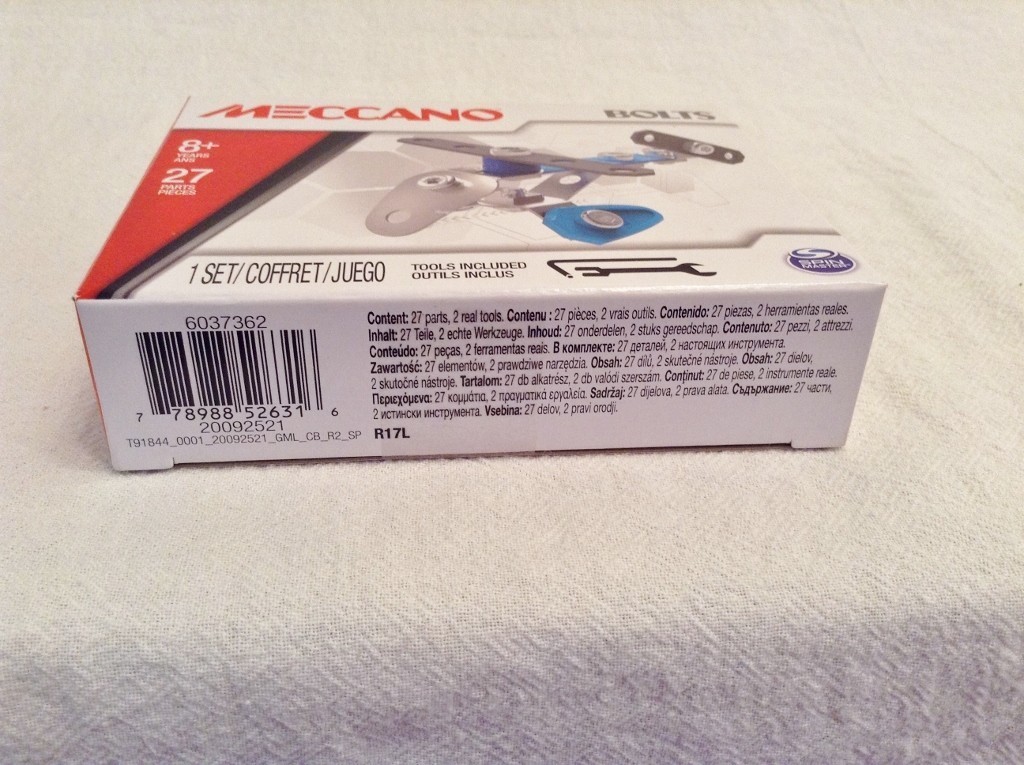 MECCANO
BOLTS
8+
YEARS
ANS
27
PARTS
PIÈCES
1 SET/ COFFRET/ JUEGO
TOOLS INCLUDED
OUTILS INCLUS
SPIN
MASTER
6037362
7 78988 52631 6
20092521
T91844_0001_20092521_GML_CB_R2_SP
Content: 27 parts, 2 real tools. Contenu : 27 pièces, 2 vrais outils. Contenido: 27 piezas, 2 herramientas reales.
Inhalt: 27 Teile, 2 echte Werkzeuge. Inhoud: 27 onderdelen, 2 stuks gereedschap. Contenuto: 27 pezzi, 2 attrezzi.
Conteúdo: 27 peças, 2 ferramentas reais. В комплекте: 27 деталей, 2 настоящих инструмента.
Zawartość: 27 elementów, 2 prawdziwe narzędzia. Obsah: 27 dílů, 2 skutečné nástroje. Obsah: 27 dielov,
2 skutočné nástroje. Tartalom: 27 db alkatrész, 2 db valódi szerszám. Conţinut: 27 de piese, 2 instrumente reale.
Περιεχόμενα: 27 κομμάτια, 2 πραγματικά εργαλεία. Sadržaj: 27 dijelova, 2 prava alata. Съдържание: 27 части,
2 истински инструмента. Vsebina: 27 delov, 2 pravi orodji.
R17L